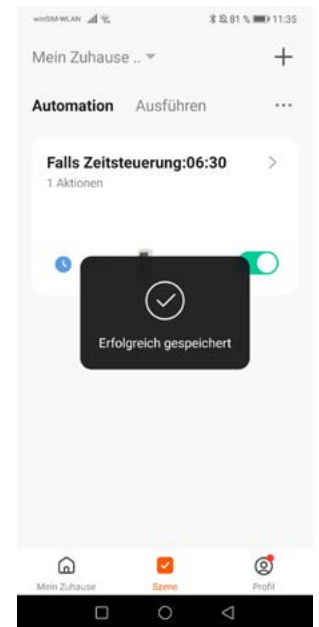 winSIM-WLAN 81 % 11:35
Mein Zuhause ..
Automation Ausführen ...
Falls Zeitsteuerung:06:30
1 Aktionen
Erfolgreich gespeichert
Mein Zuhause Szene Profil